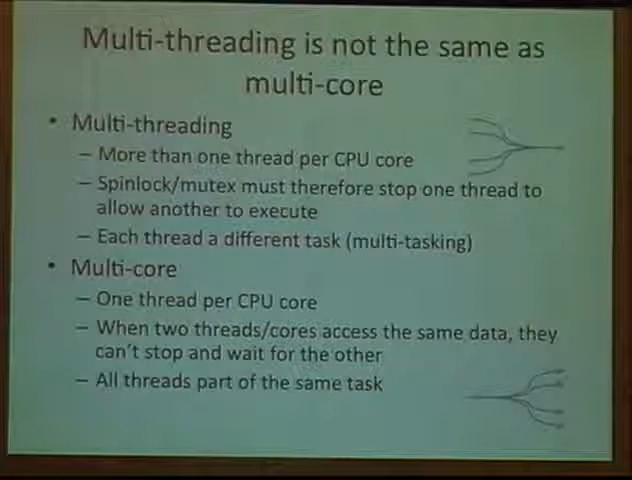 Multi-threading is not the same as
multi-core
• Multi-threading
– More than one thread per CPU core
– Spinlock/mutex must therefore stop one thread to
allow another to execute
– Each thread a different task (multi-tasking)
• Multi-core
– One thread per CPU core
– When two threads/cores access the same data, they
can't stop and wait for the other
– All threads part of the same task